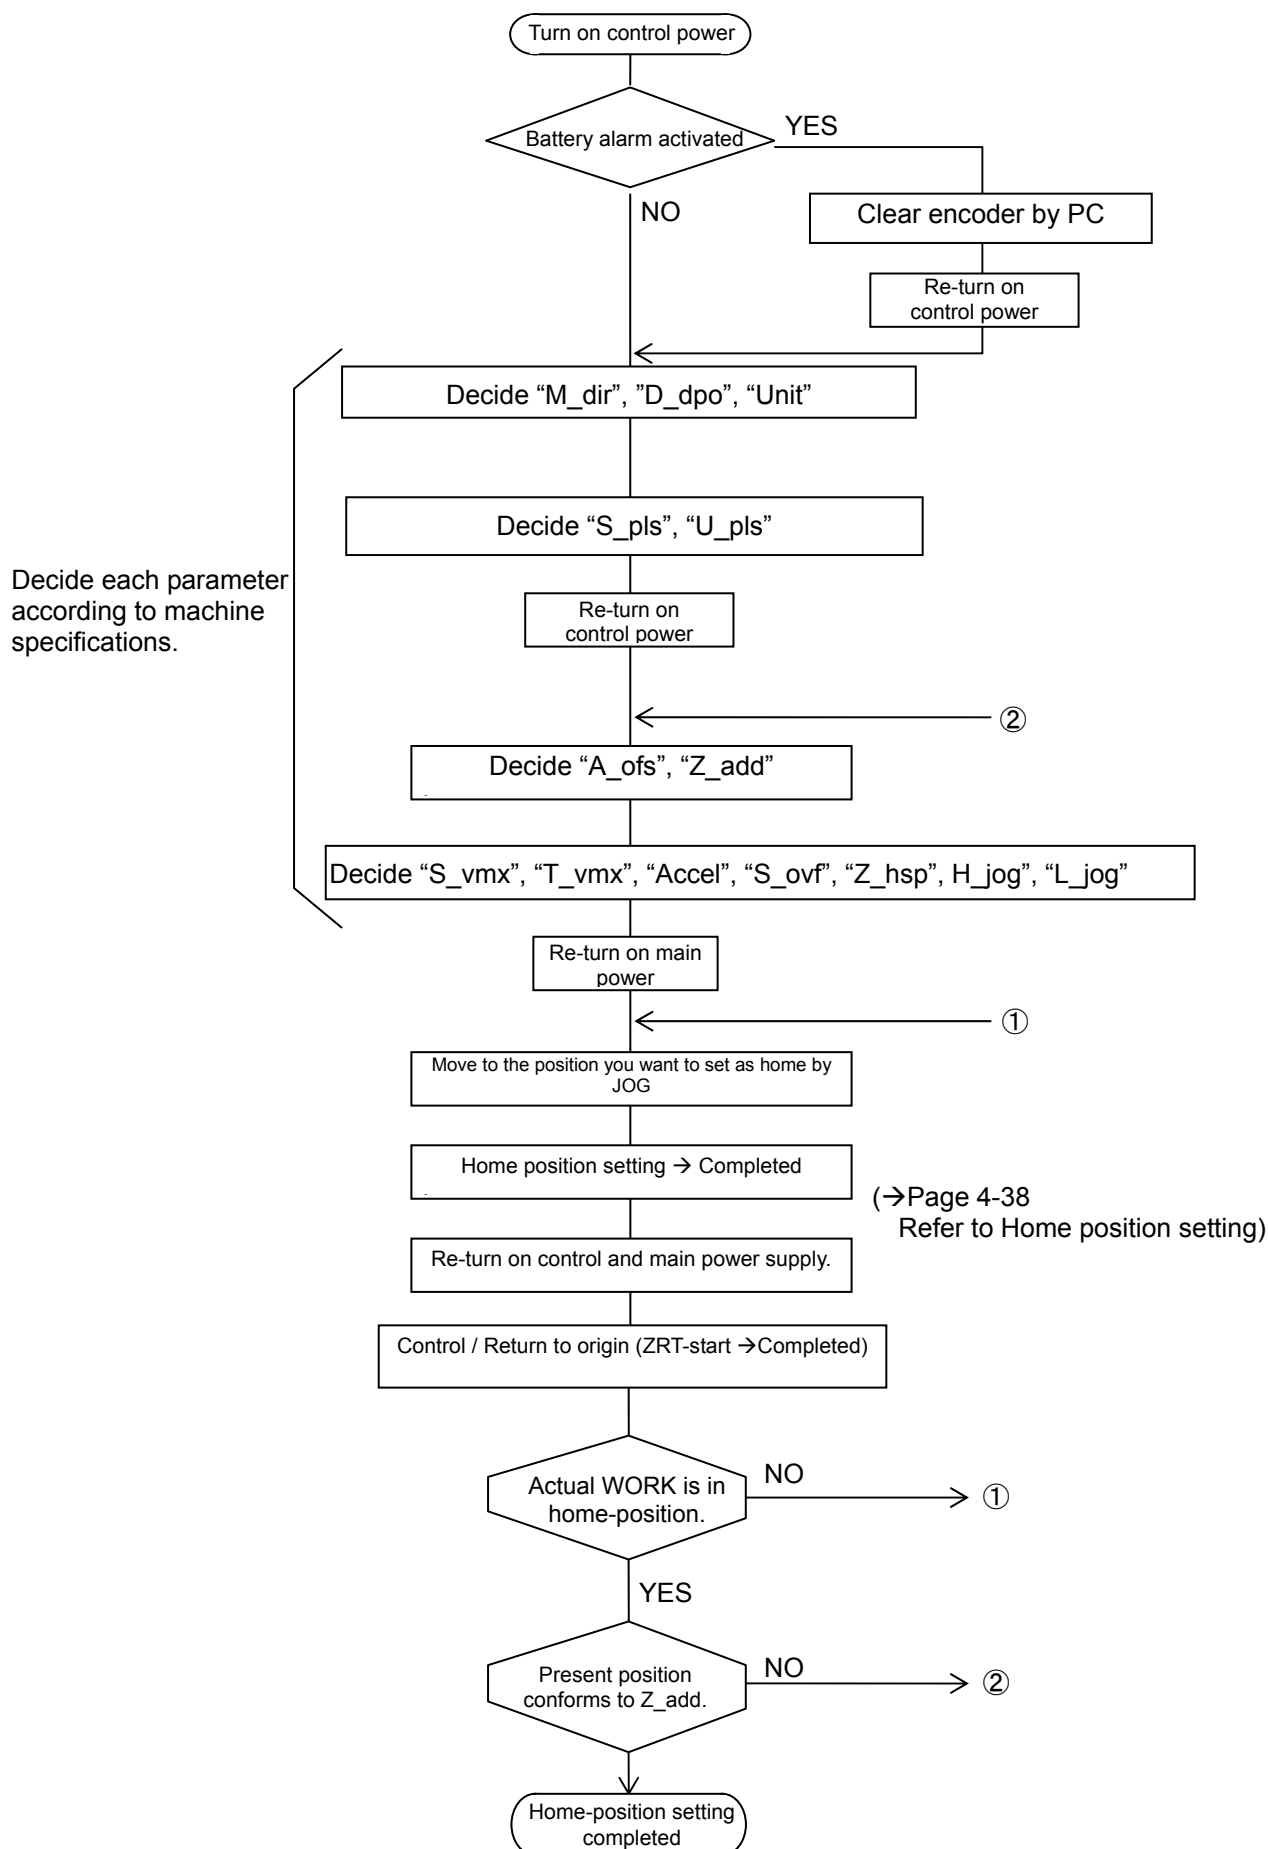 Turn on control power
Battery alarm activated
YES
NO
Clear encoder by PC
Re-turn on
control power
Decide “M_dir”, ”D_dpo”, “Unit”
Decide “S_pls”, “U_pls”
Decide each parameter
according to machine
specifications.
Re-turn on
control power
②
Decide “A_ofs”, “Z_add”
Decide “S_vmx”, “T_vmx”, “Accel”, “S_ovf”, “Z_hsp”, H_jog”, “L_jog”
Re-turn on main
power
①
Move to the position you want to set as home by
JOG
Home position setting → Completed
(→Page 4-38
Refer to Home position setting)
Re-turn on control and main power supply.
Control / Return to origin (ZRT-start →Completed)
Actual WORK is in
home-position.
NO
①
YES
Present position
conforms to Z_add.
NO
②
Home-position setting
completed